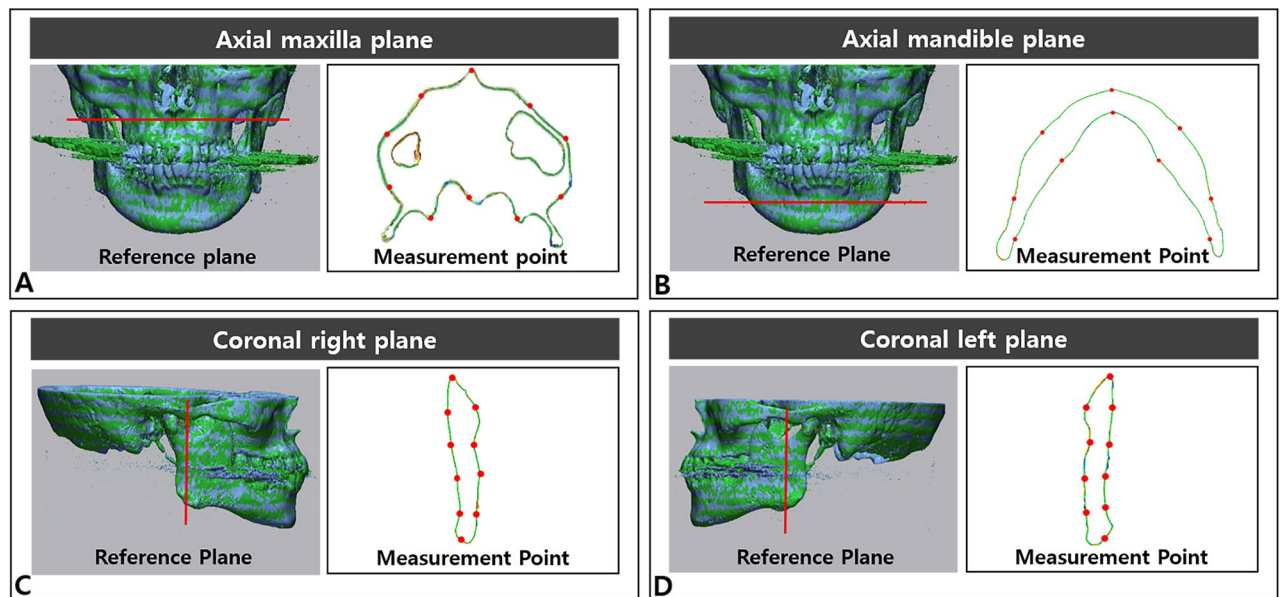 Axial maxilla plane
Reference plane
Measurement point
A
Axial mandible plane
Reference Plane
Measurement Point
B
Coronal right plane
Reference Plane
Measurement Point
C
Coronal left plane
Reference Plane
Measurement Point
D